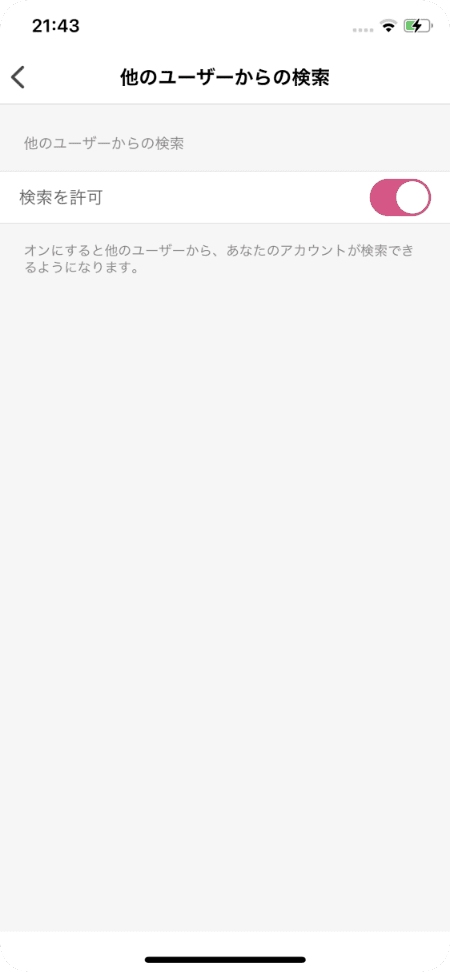 21:43
他のユーザーからの検索
他のユーザーからの検索
検索を許可
オンにすると他のユーザーから、あなたのアカウントが検索でき
るようになります。